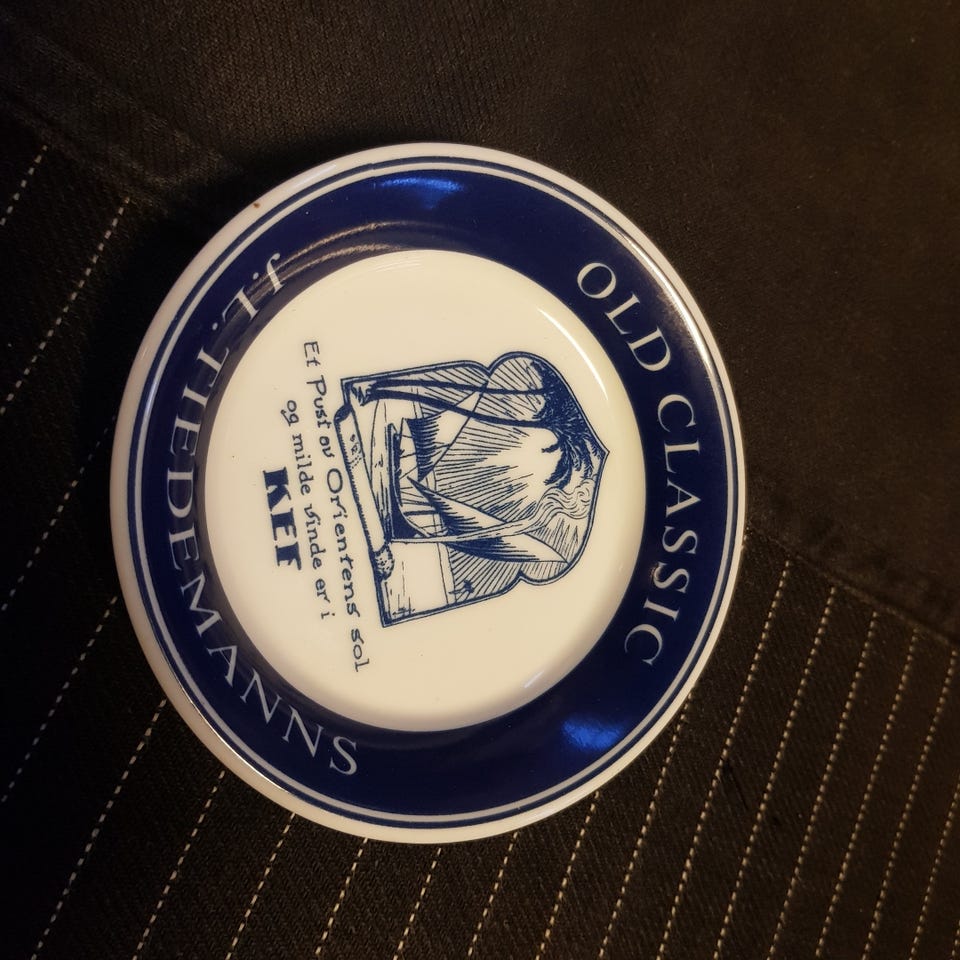 OLD CLASSIC
Et Pust av Orientens sol
og milde vinde er i
KEF
J.L. TIEDEMANNS